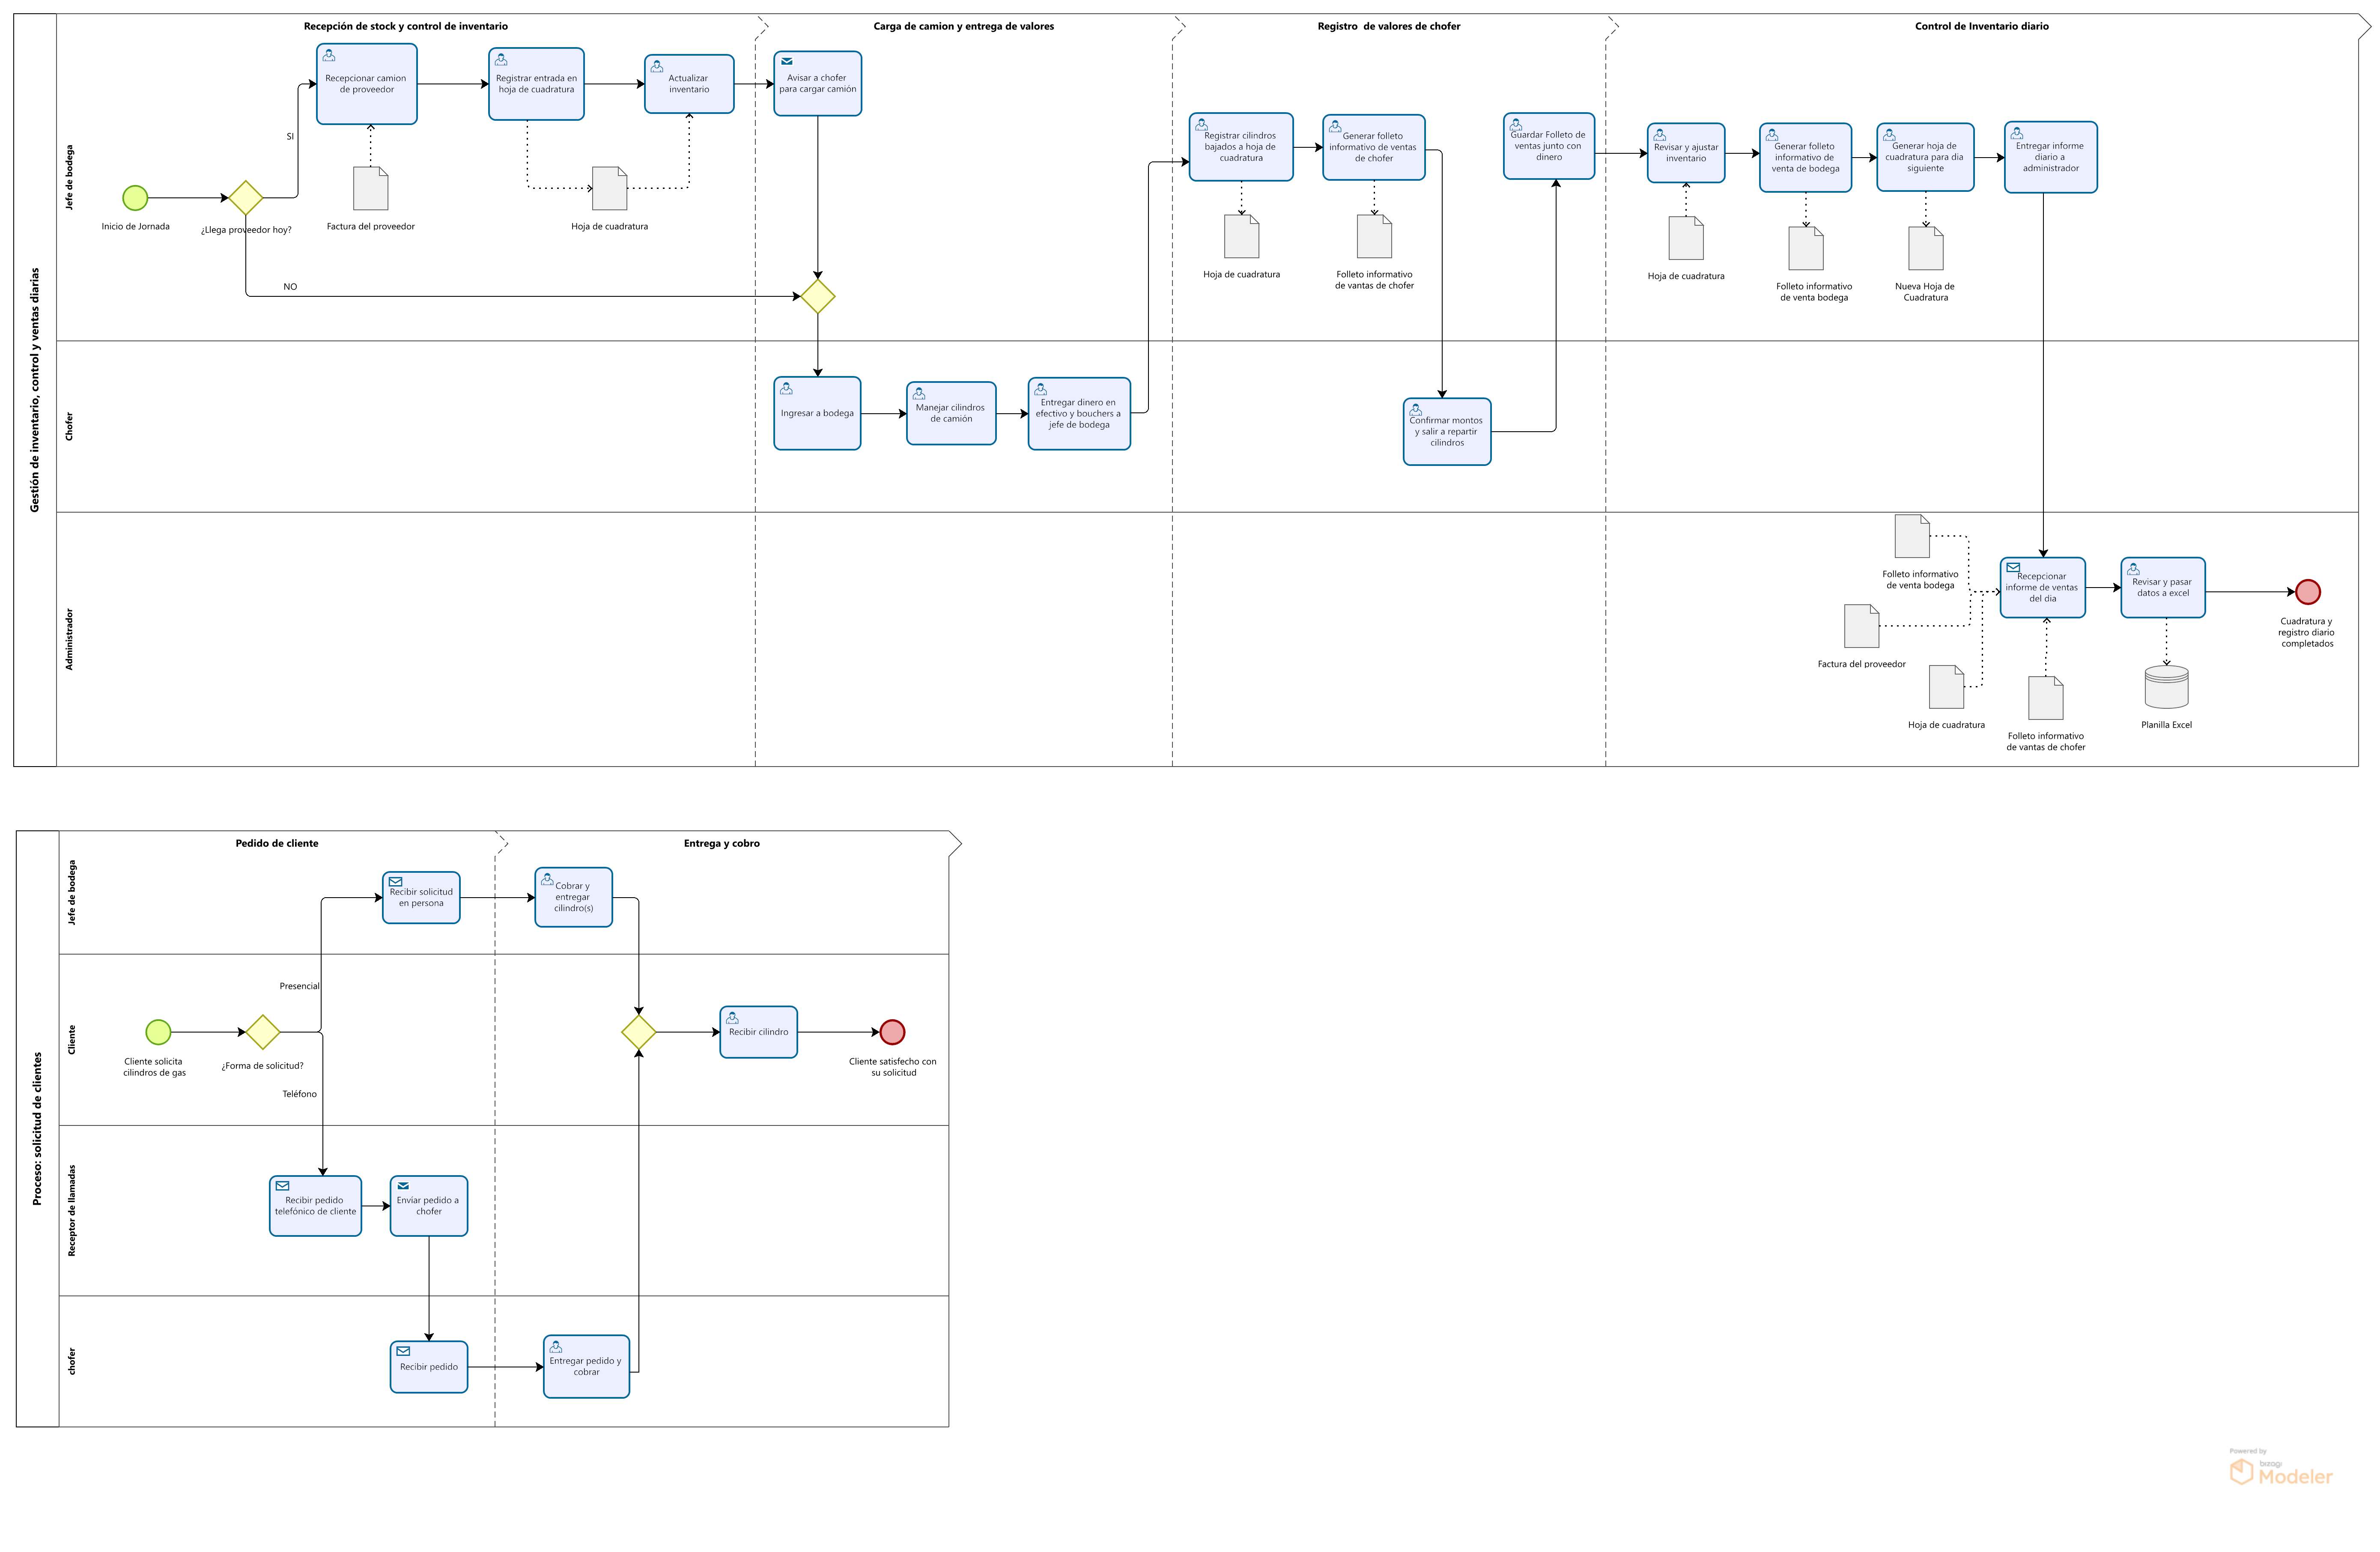 Gestión de inventario, control y ventas diarias
Recepción de stock y control de inventario
Carga de camion y entrega de valores
Registro de valores de chofer
Control de Inventario diario
Jefe de bodega
Inicio de Jornada
¿Llega proveedor hoy?
SI
NO
Recepcionar camion
de proveedor
Factura del proveedor
Registrar entrada en
hoja de cuadratura
Hoja de cuadratura
Actualizar
inventario
Avisar a chofer
para cargar camión
Registrar cilindros
bajados a hoja de
cuadratura
Hoja de cuadratura
Generar folleto
informativo de ventas
de chofer
Folleto informativo
de vantas de chofer
Guardar Folleto de
ventas junto con
dinero
Revisar y ajustar
inventario
Hoja de cuadratura
Generar folleto
informativo de
venta de bodega
Folleto informativo
de venta bodega
Generar hoja de
cuadratura para dia
siguiente
Nueva Hoja de
Cuadratura
Entregar informe
diario a
administrador
Chofer
Ingresar a bodega
Manejar cilindros
de camión
Entregar dinero en
efectivo y bouchers a
jefe de bodega
Confirmar montos
y salir a repartir
cilindros
Administrador
Folleto informativo
de venta bodega
Factura del proveedor
Hoja de cuadratura
Folleto informativo
de vantas de chofer
Recepcionar
informe de ventas
del dia
Revisar y pasar
datos a excel
Planilla Excel
Cuadratura y
registro diario
completados
Proceso: solicitud de clientes
Pedido de cliente
Entrega y cobro
Jefe de bodega
Recibir solicitud
en persona
Cobrar y
entregar
cilindro(s)
Cliente
Cliente solicita
cilindros de gas
¿Forma de solicitud?
Presencial
Teléfono
Recibir cilindro
Cliente satisfecho con
su solicitud
Receptor de llamadas
Recibir pedido
telefónico de cliente
Enviar pedido a
chofer
chofer
Recibir pedido
Entregar pedido y
cobrar
Powered by
bizagi
Modeler